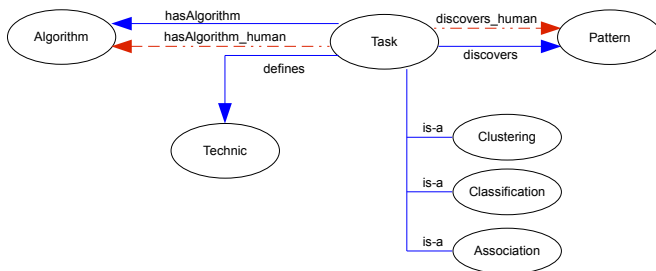 hasAlgorithm
discovers_human
Algorithm
hasAlgorithm_human
Task
Pattern
defines
discovers
is-a
Clustering
Technic
is-a
Classification
is-a
Association